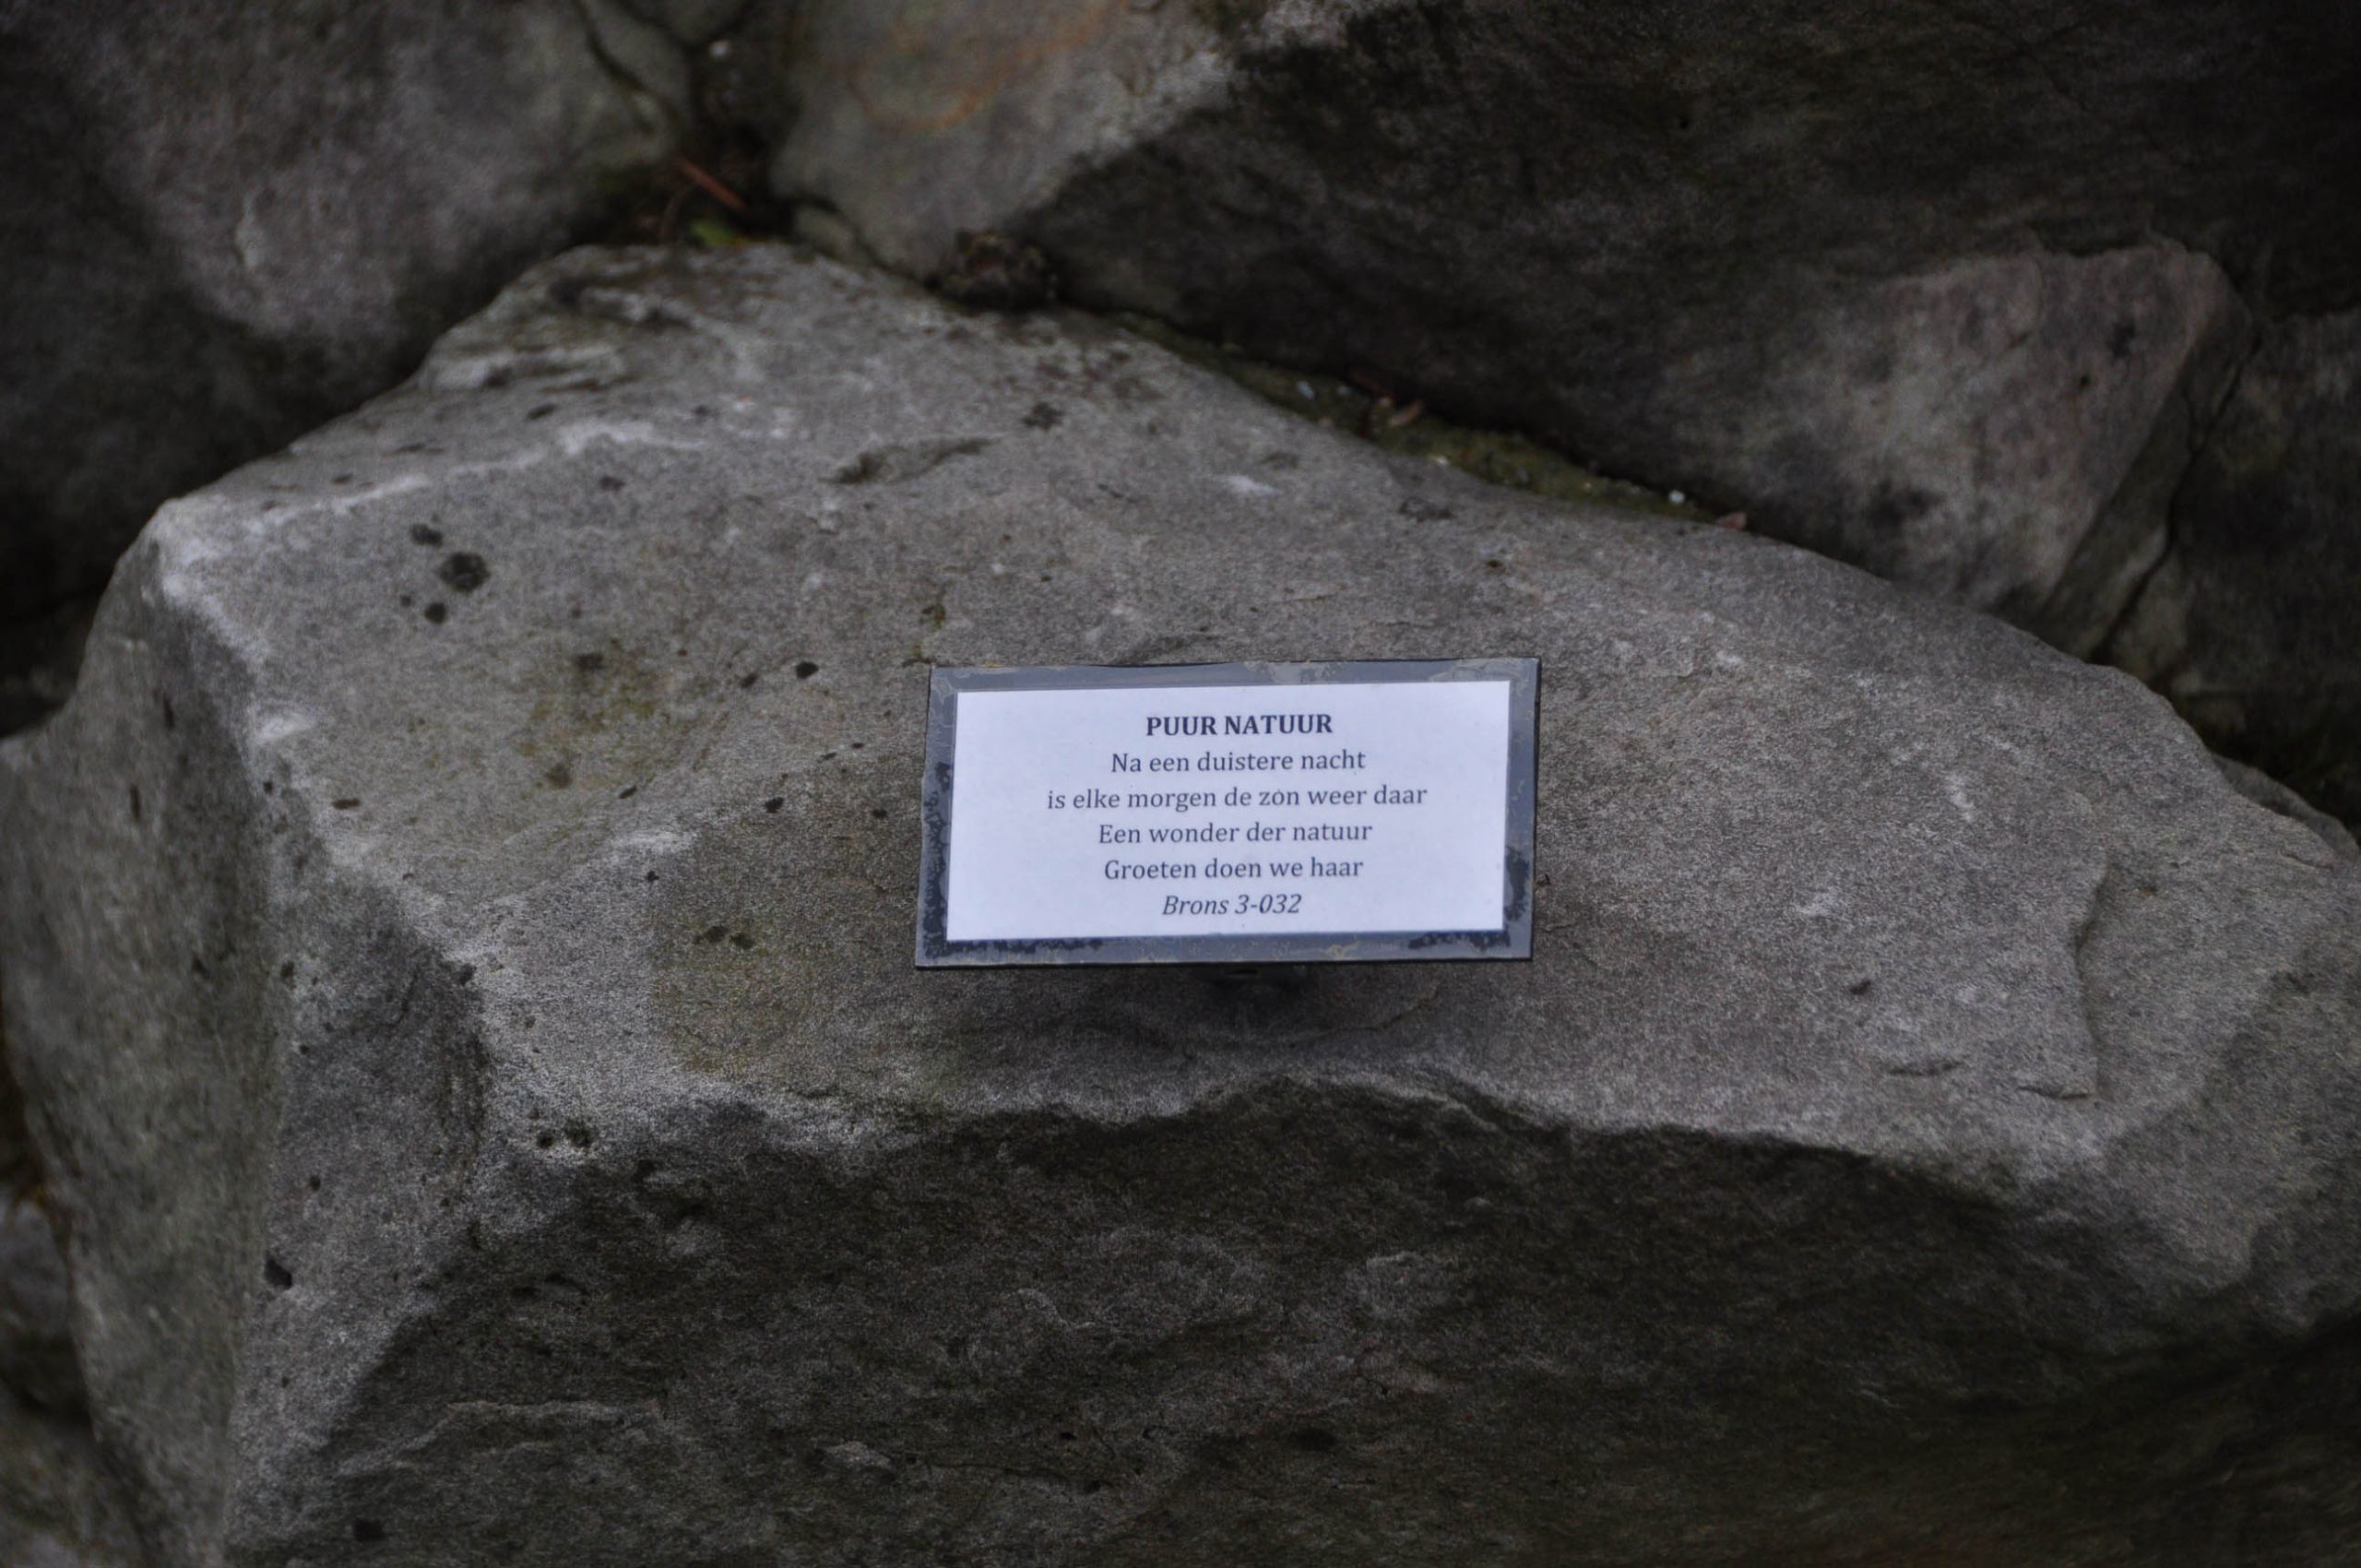 PUUR NATUUR
Na een duistere nacht
is elke morgen de zon weer daar
Een wonder der natuur
Groeten doen we haar
Brons 3-032